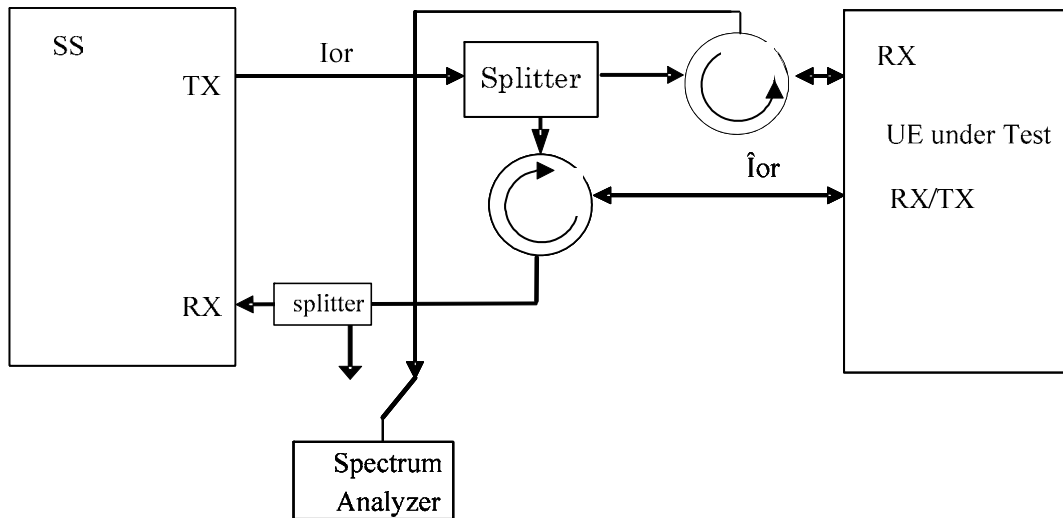 SS
TX
Ior
Splitter
RX
UE under Test
Îor
RX/TX
RX
splitter
Spectrum
Analyzer